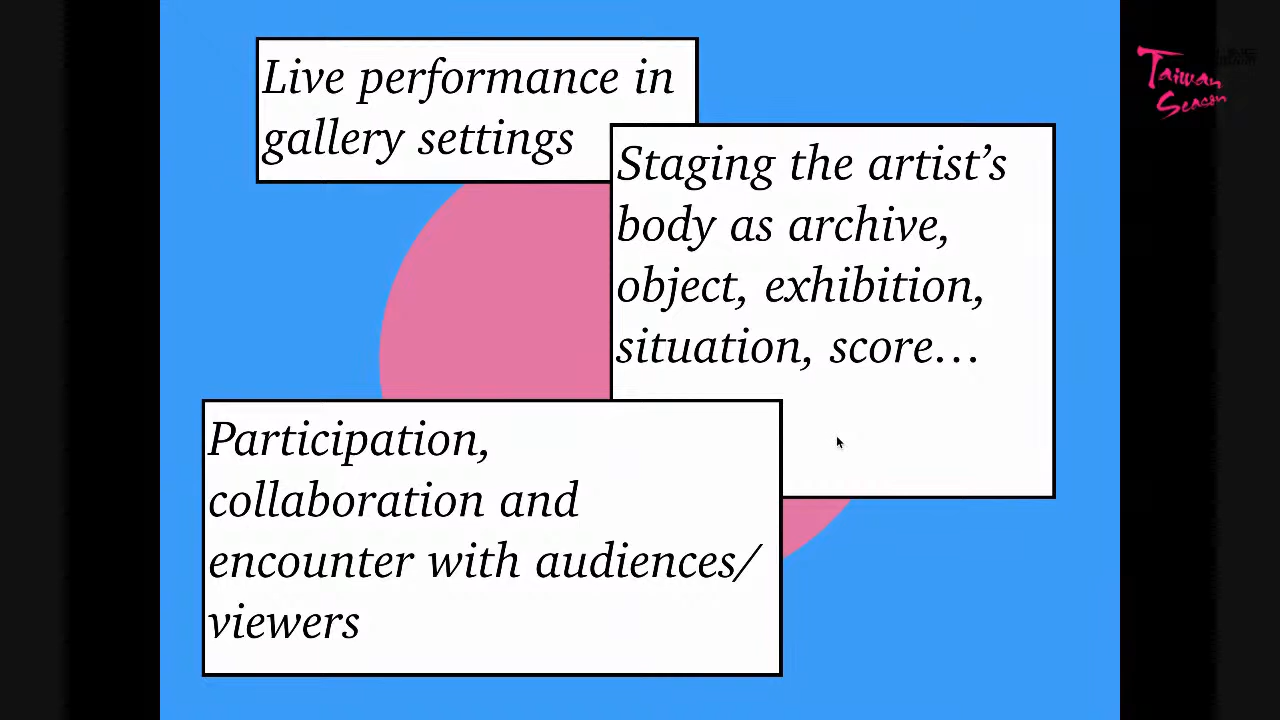 Live performance in
gallery settings
Staging the artist’s
body as archive,
object, exhibition,
situation, score…
Participation,
collaboration and
encounter with audiences/
viewers
Taiwan
Season